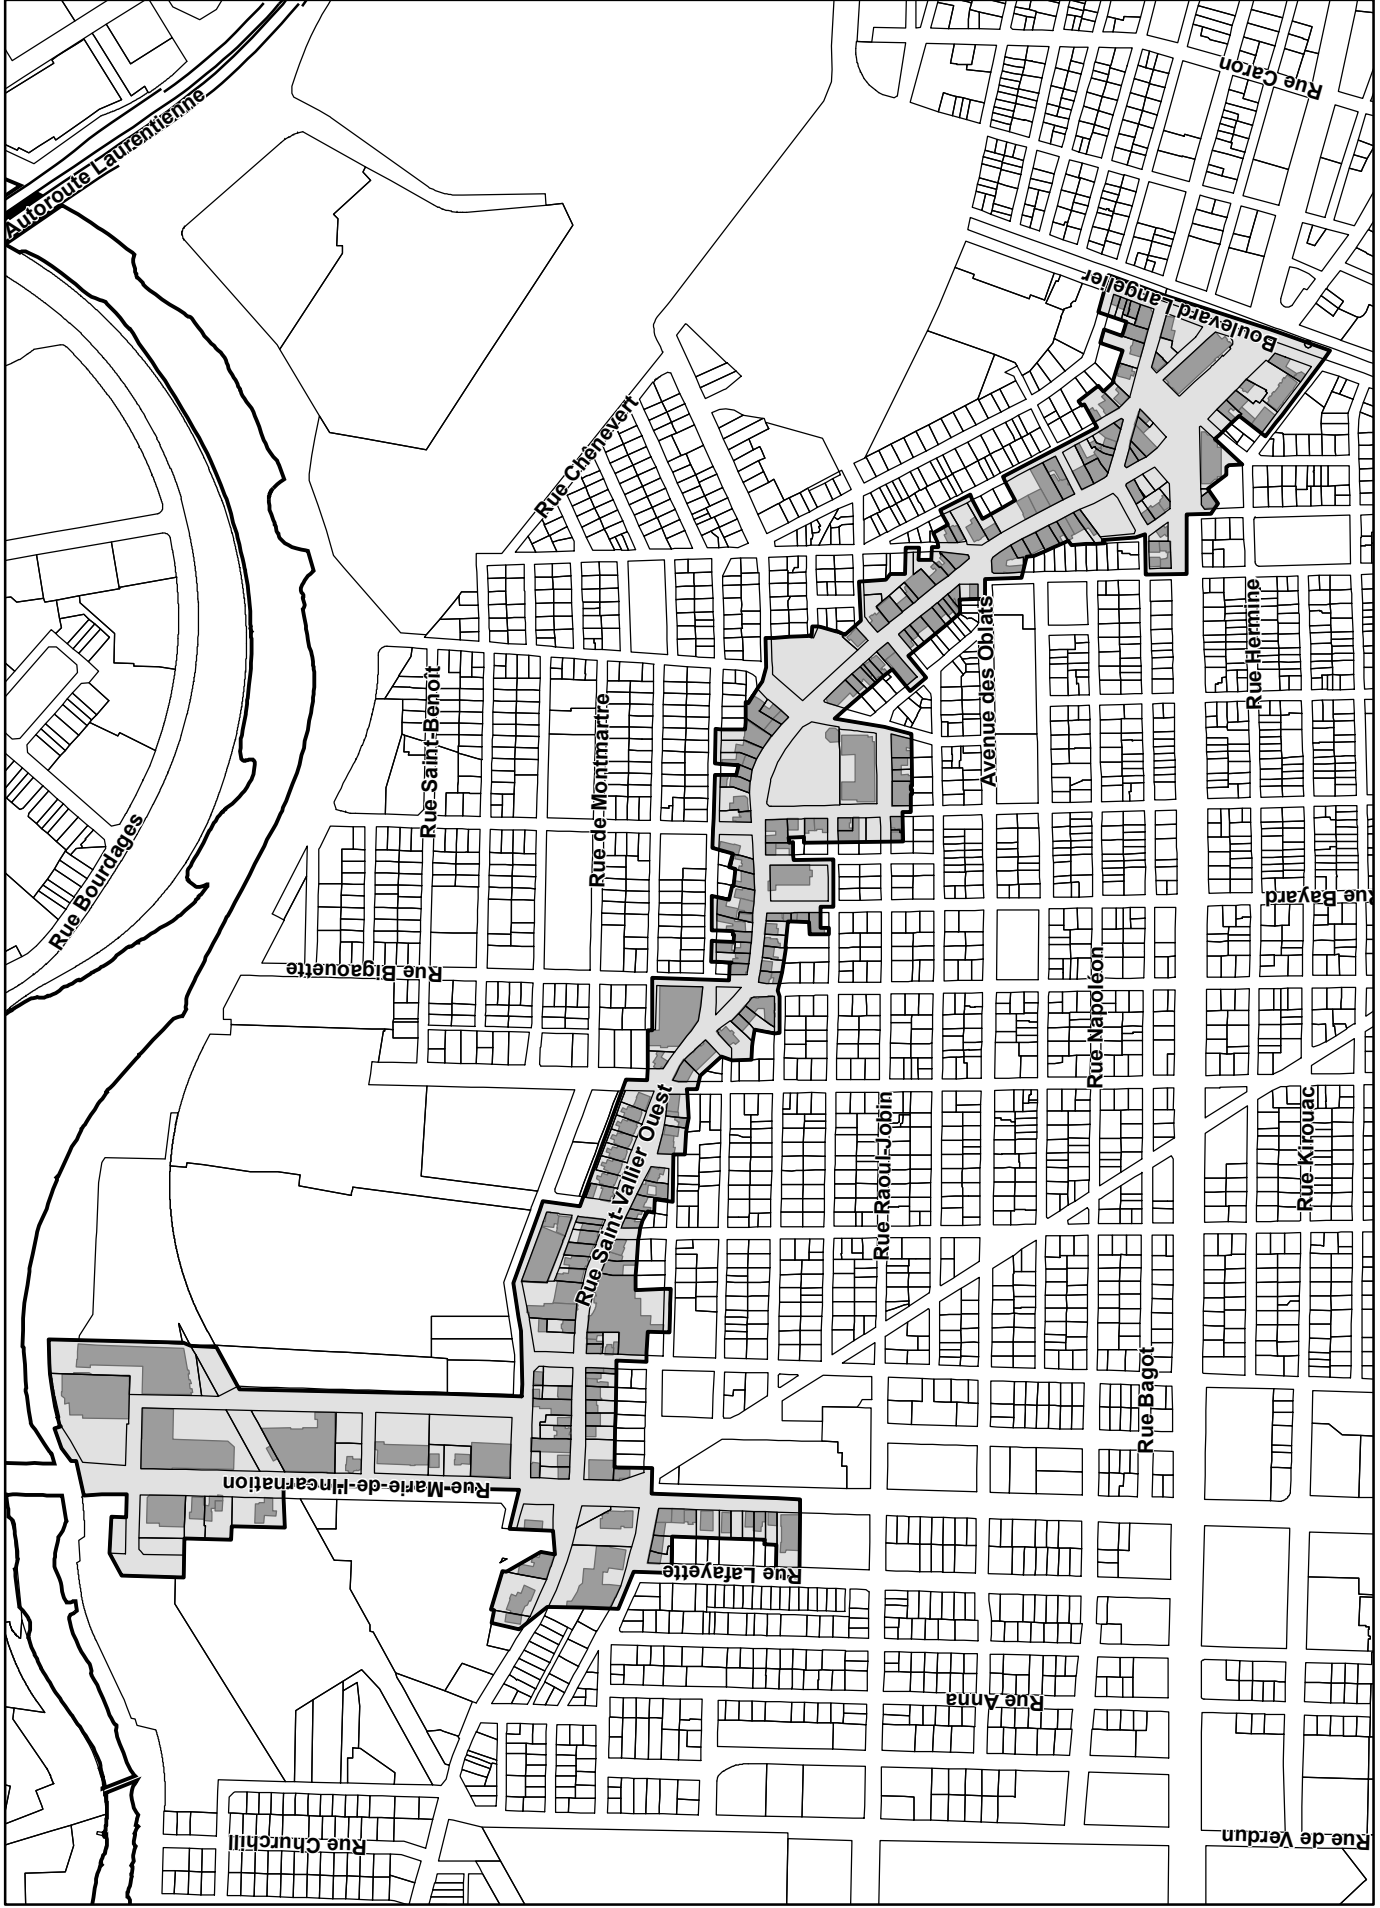 Rue Caron
Autoroute Laurentienne
Boulevard Langelier
Rue Chênevert
Rue Hermine
Avenue des Oblats
Rue Saint-Benoît
Rue de Montmartre
Rue Bourdages
Rue Bayard
Rue Bigaouette
Rue Napoléon
Rue Saint-Vallier Ouest
Rue Raoul-Jobin
Rue Kirouac
Rue Bagot
Rue Marie-de-l'Incarnation
Rue Lafayette
Rue Anna
Rue Churchill
Rue de Verdun